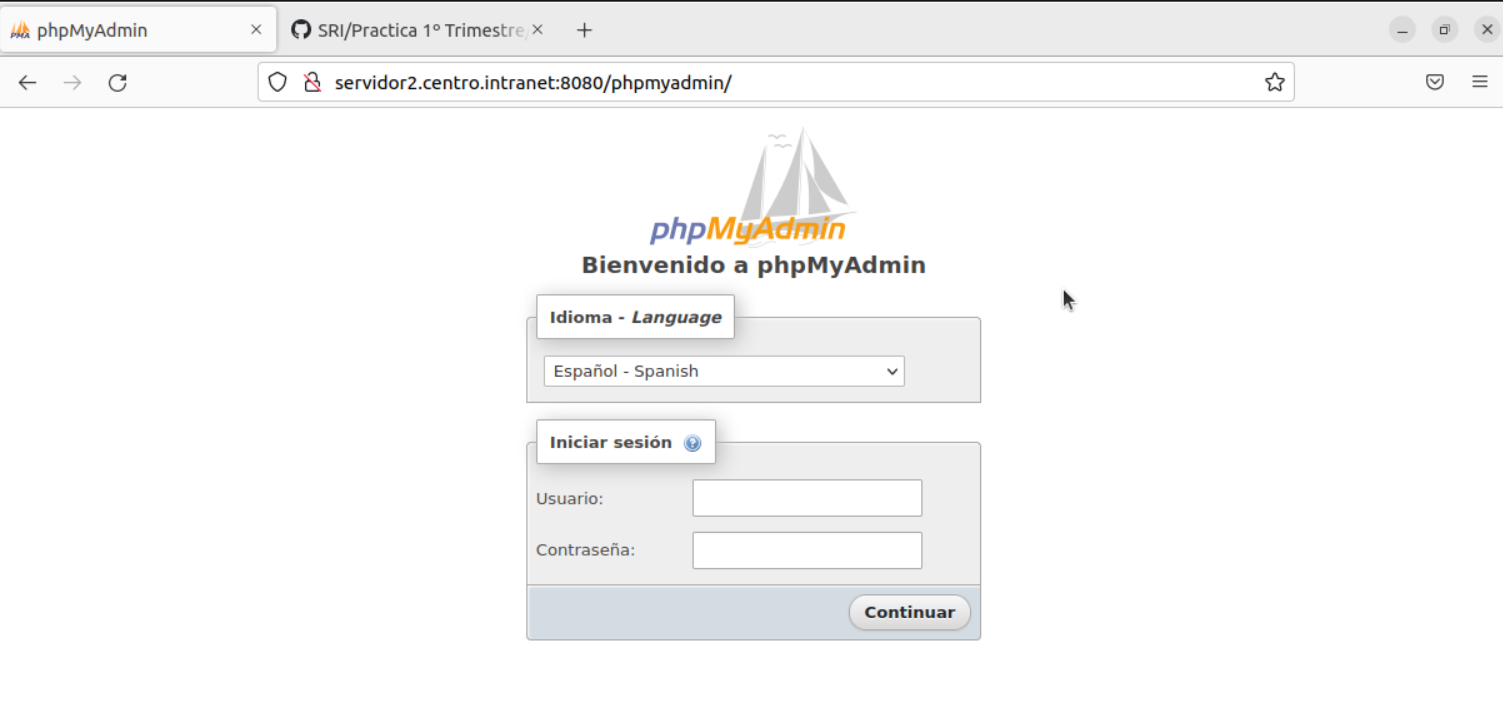 phpMyAdmin
SRI/Practica 1º Trimestre
servidor2.centro.intranet:8080/phpmyadmin/
phpMyAdmin
Bienvenido a phpMyAdmin
Idioma - Language
Español - Spanish
Iniciar sesión
Usuario:
Contraseña:
Continuar